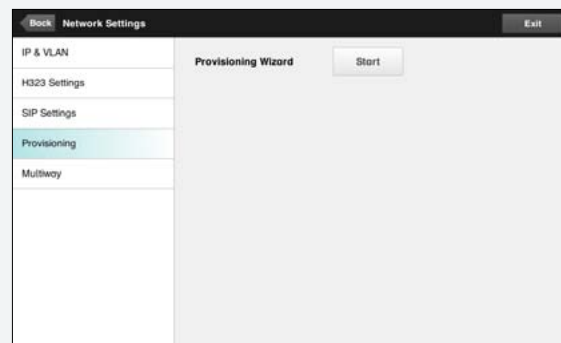 Back Network Settings Exit
IP & VLAN
Provisioning Wizard Start
H323 Settings
SIP Settings
Provisioning
Multiway